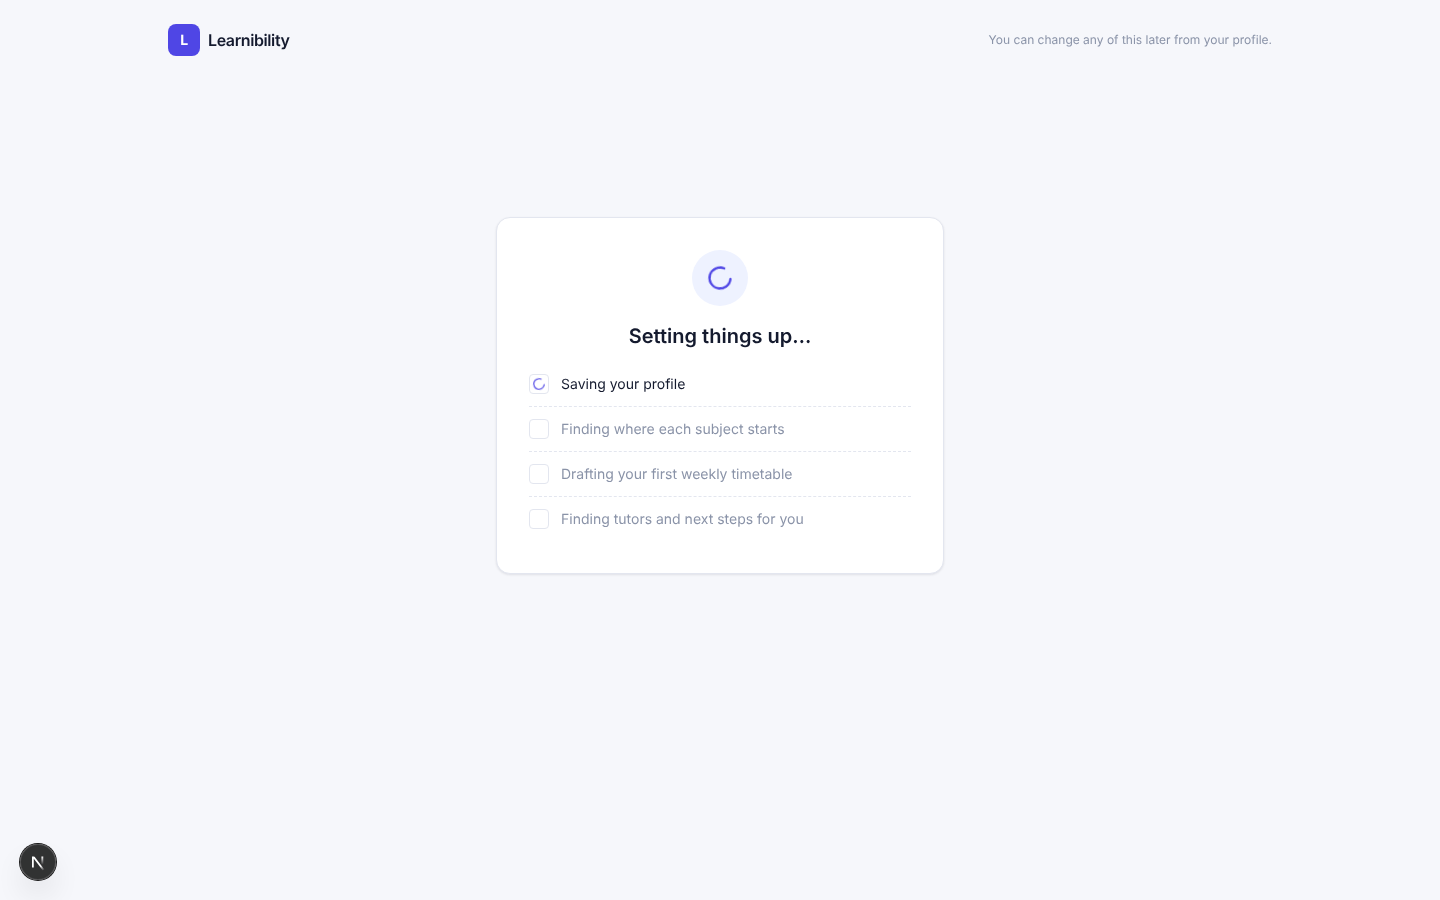 L Learnibility
You can change any of this later from your profile.
Setting things up...
Saving your profile
Finding where each subject starts
Drafting your first weekly timetable
Finding tutors and next steps for you
N